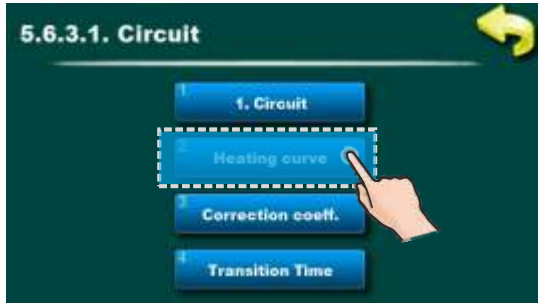 5.6.3.1. Circuit
1
1. Circuit
2
Heating curve
3
Correction coeff.
4
Transition Time